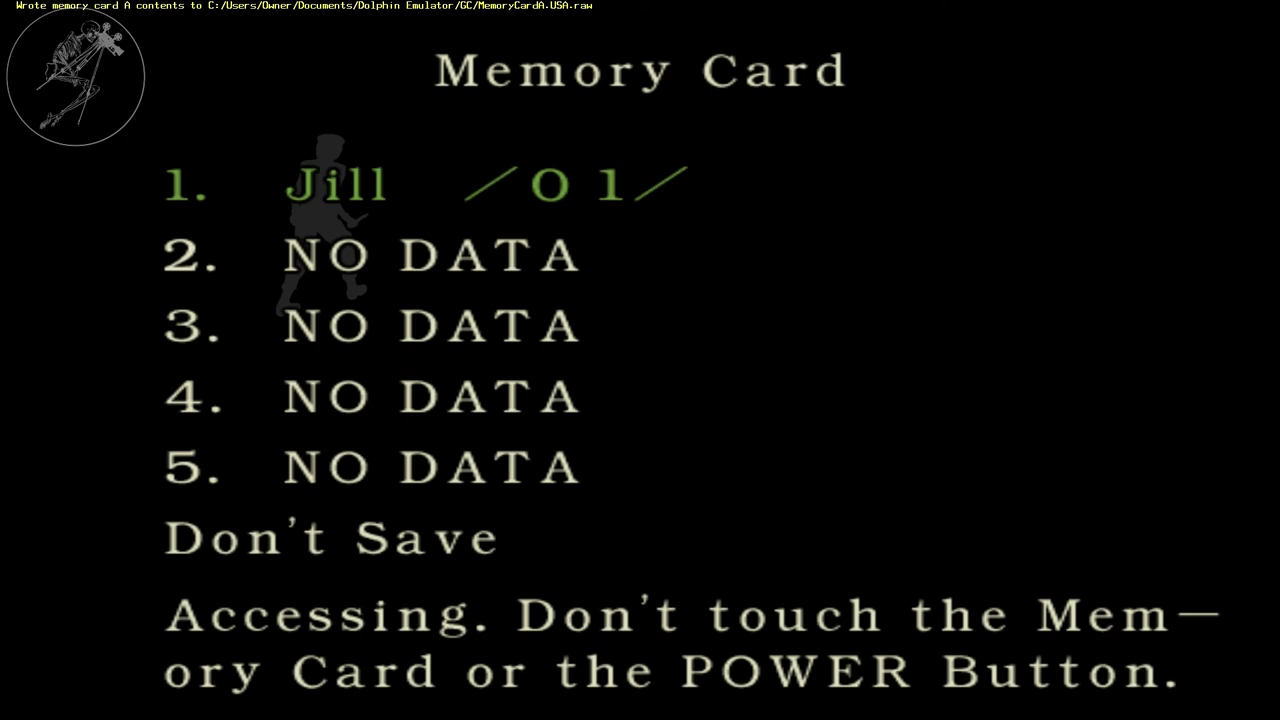 Wrote memory card A contents to C:/Users/Owner/Documents/Dolphin Emulator/GC/MemoryCardA.USA.raw
Memory Card
1. Jill ／0 1／
2. NO DATA
3. NO DATA
4. NO DATA
5. NO DATA
Don't Save
Accessing. Don't touch the Mem—
ory Card or the POWER Button.